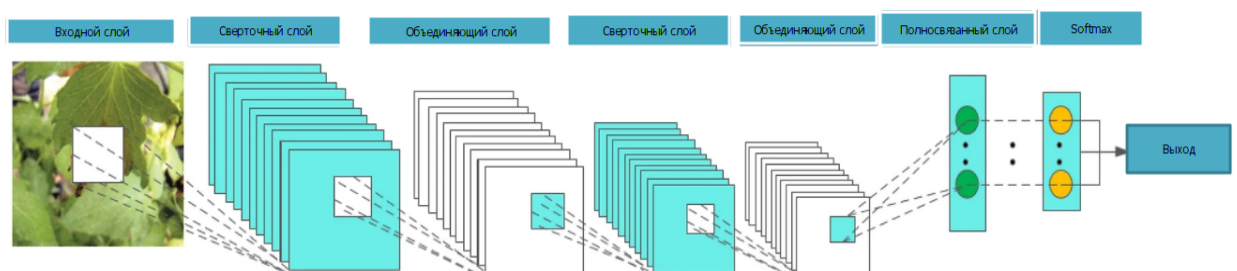 Входной слой
Сверточный слой
Объединяющий слой
Сверточный слой
Объединяющий слой
Полносвязанный слой
Softmax
Выход